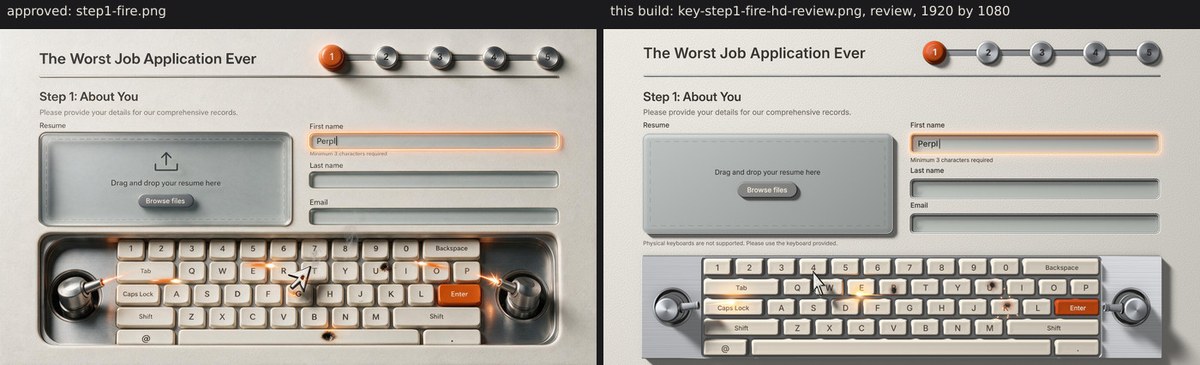 approved: step1-fire.png
The Worst Job Application Ever
1 2 3 4 5
Step 1: About You
Please provide your details for our comprehensive records.
Resume
First name
Perpl
Minimum 3 characters required
Drag and drop your resume here
Last name
Browse files
Email
1 2 3 4 5 6 7 8 9 0 Backspace
Tab Q W E R T Y U I O P
Caps Lock A S D F G H J K L Enter
Shift Z X C V B N M Shift
@ .
this build: key-step1-fire-hd-review.png, review, 1920 by 1080
The Worst Job Application Ever
1 2 3 4 5
Step 1: About You
Please provide your details for our comprehensive records.
Resume
First name
Perpl
Minimum 3 characters required
Last name
Drag and drop your resume here
Browse files
Email
Physical keyboards are not supported. Please use the keyboard provided.
1 2 3 4 5 6 7 8 9 0 Backspace
Tab Q W E T Y U I O P
Caps Lock A S D F G H J K L Enter
Shift Z X C V B N M Shift
@ .